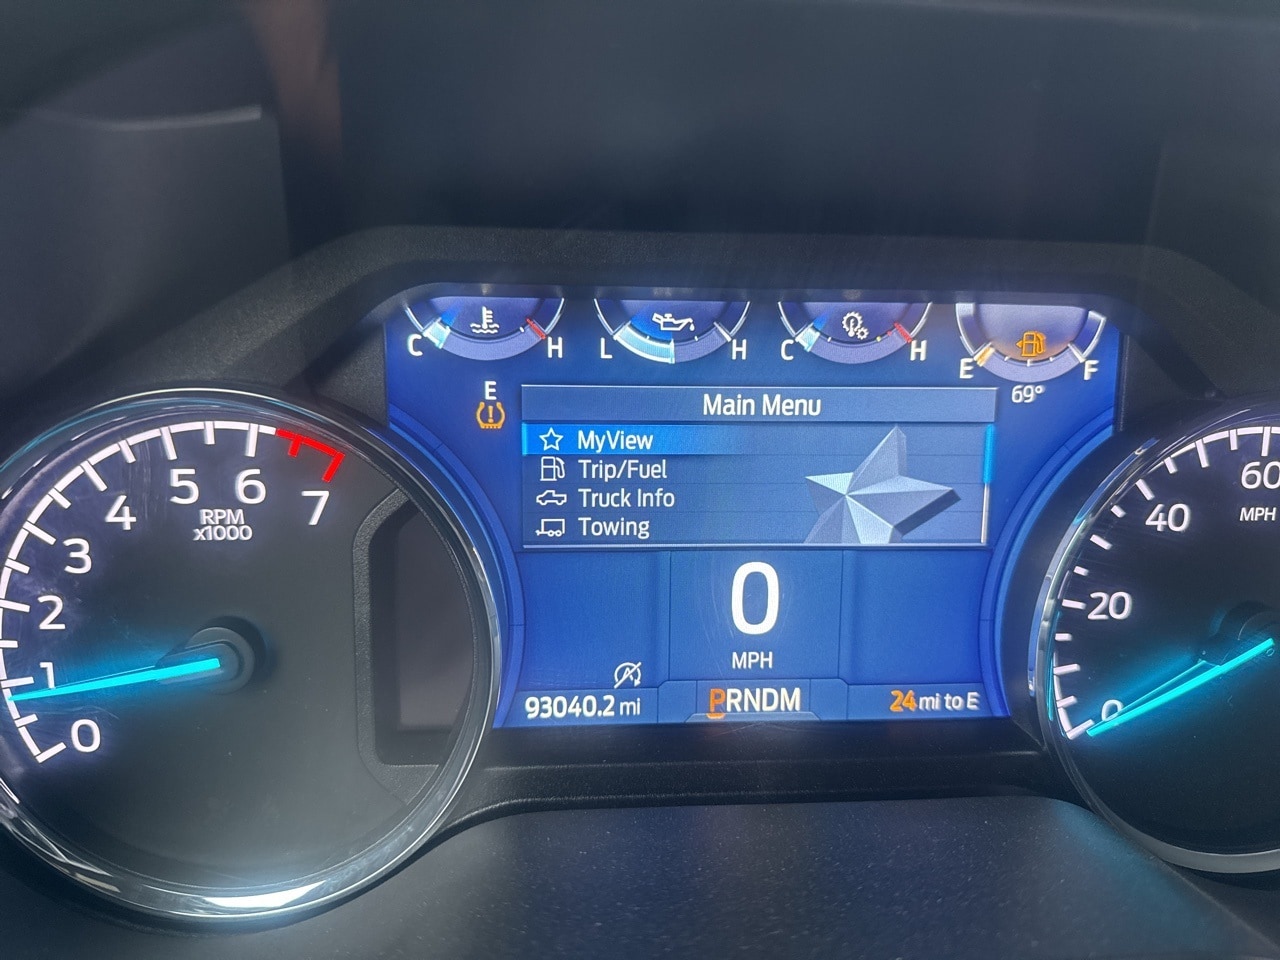 C H
L H
C H
E F
69°
E
Main Menu
MyView
Trip/Fuel
Truck Info
Towing
0
MPH
93040.2 mi
PRNDM
24 mi to E
0
1
2
3
4
5
6
7
RPM
x1000
0
20
40
60
MPH